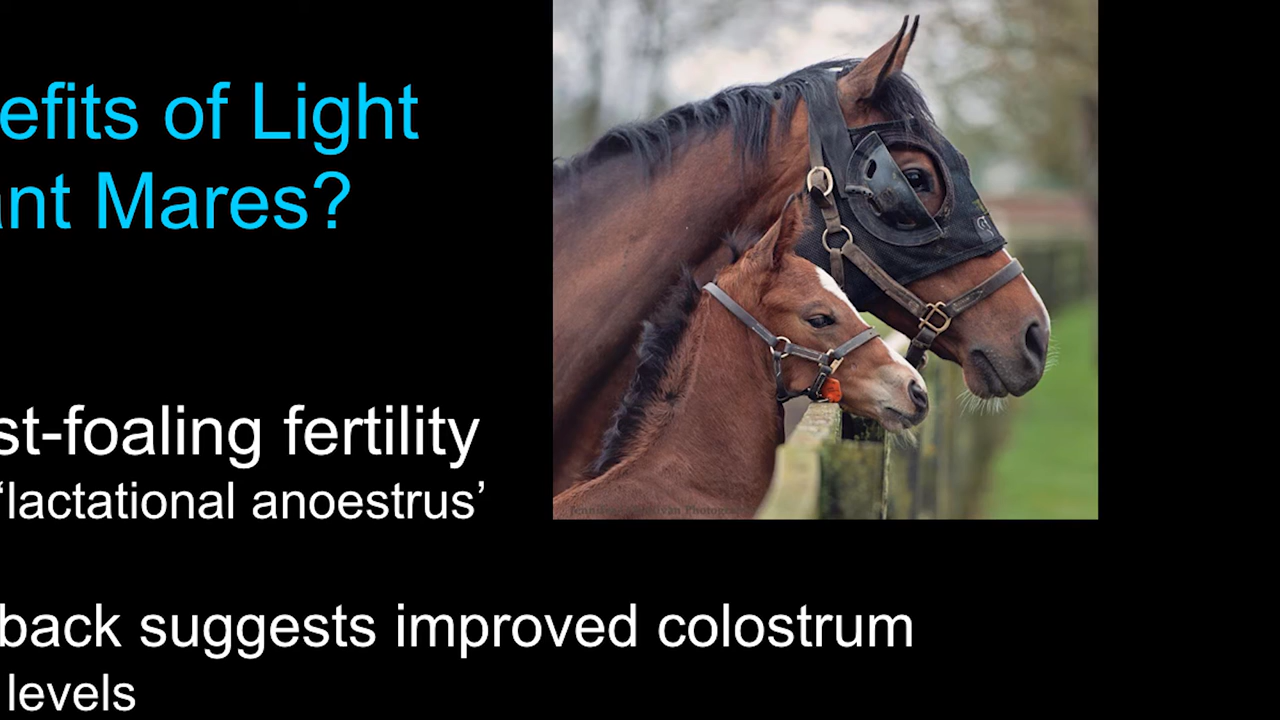 efits of Light
ant Mares?
st-foaling fertility
‘lactational anoestrus’
back suggests improved colostrum
levels